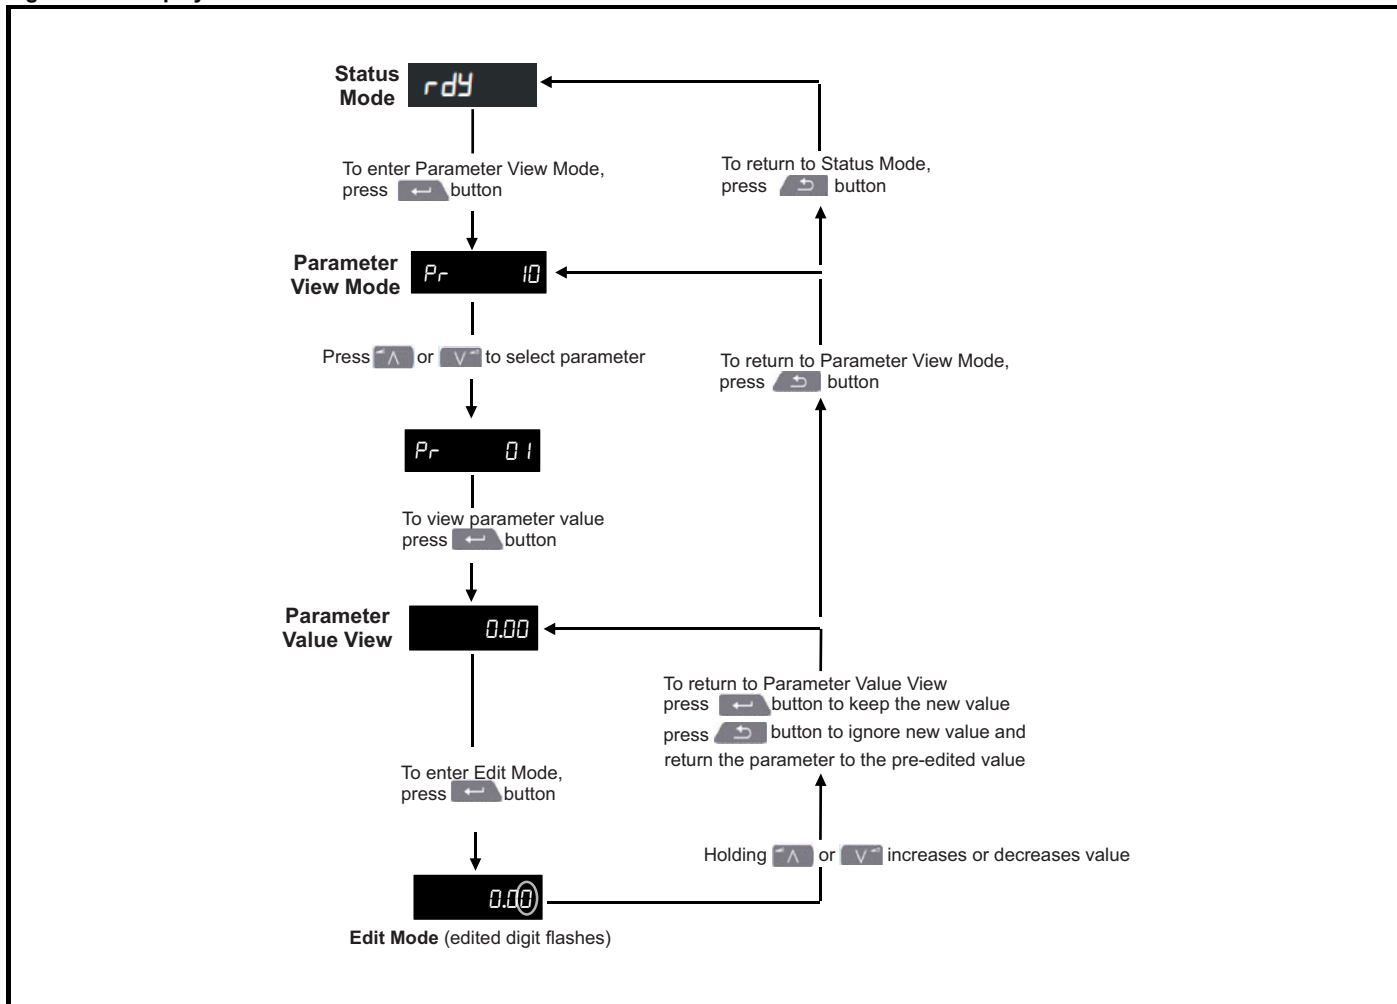 Status
Mode
rdy
To enter Parameter View Mode,
press button
To return to Status Mode,
press button
Parameter
View Mode
Pr 10
Press or to select parameter
To return to Parameter View Mode,
press button
Pr 01
To view parameter value
press button
Parameter
Value View
0.00
To return to Parameter Value View
press button to keep the new value
press button to ignore new value and
return the parameter to the pre-edited value
To enter Edit Mode,
press button
Holding or increases or decreases value
0.00
Edit Mode (edited digit flashes)